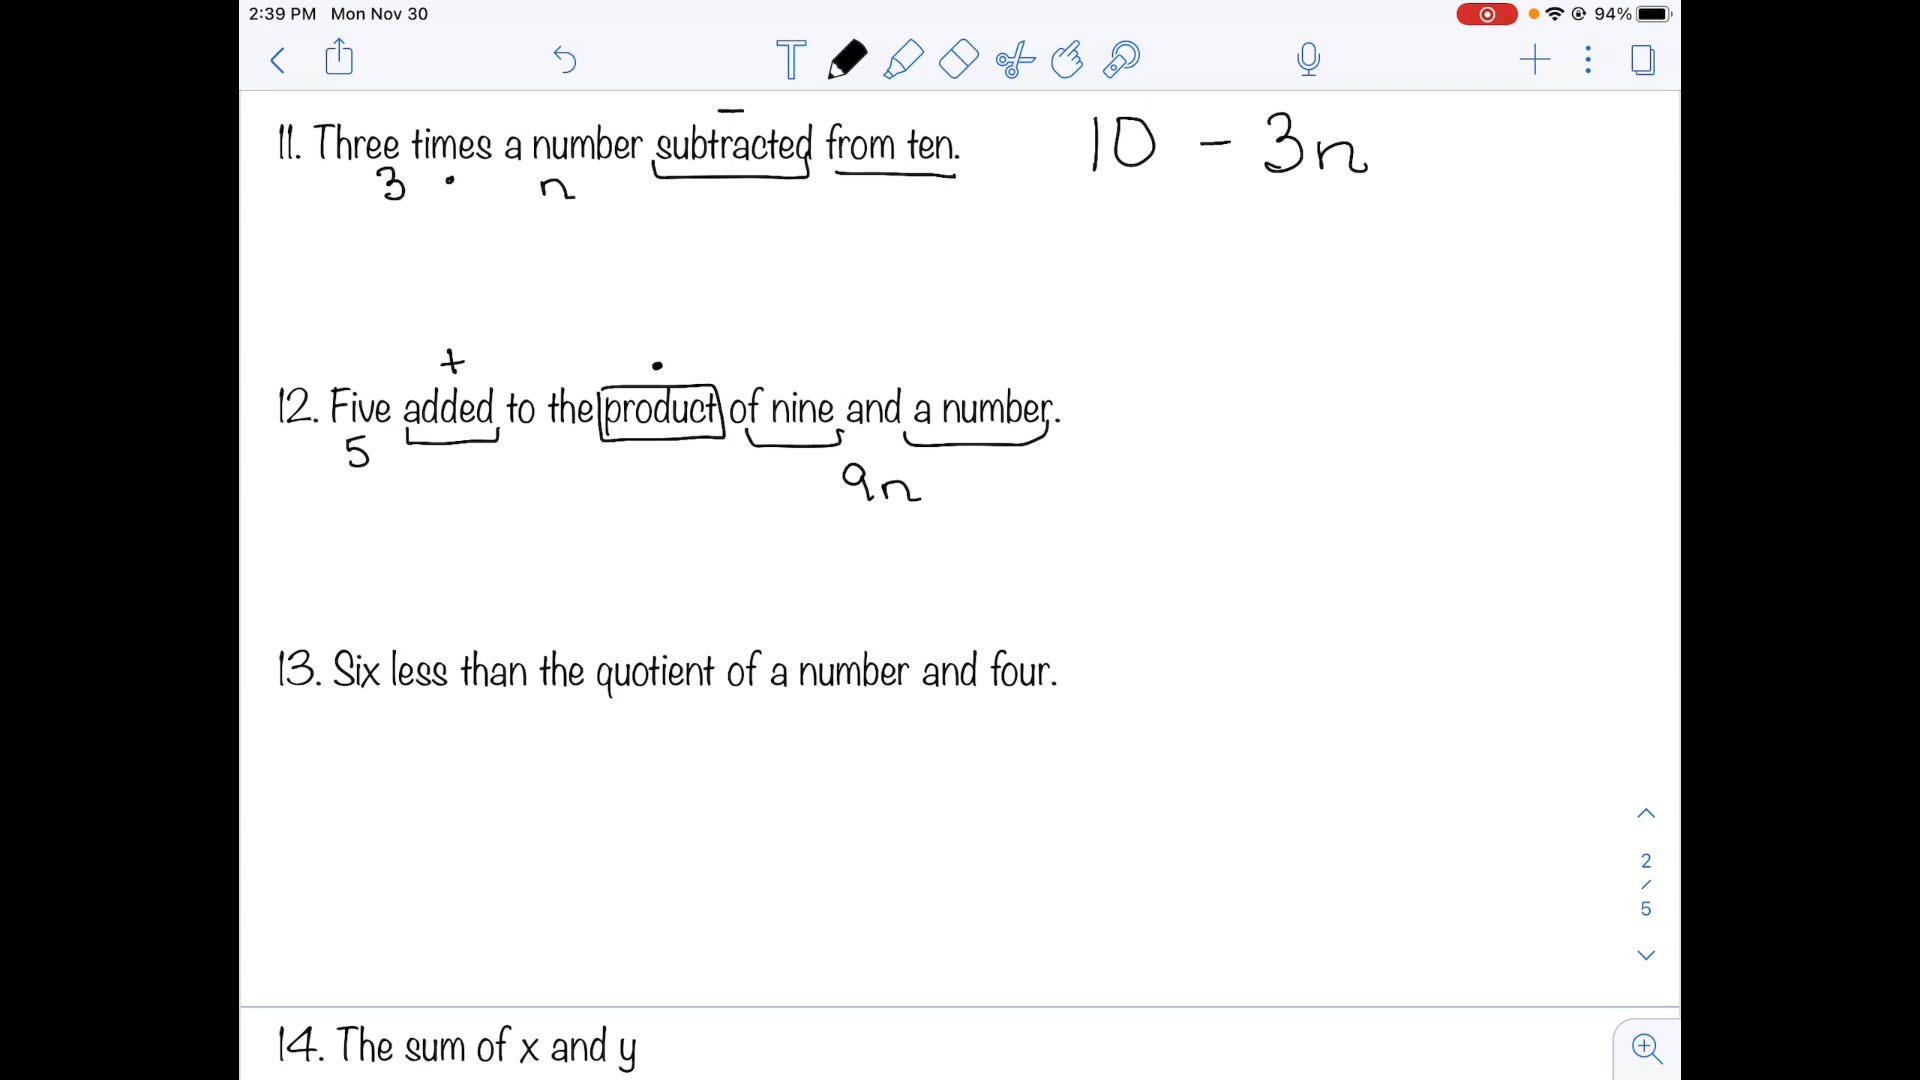 2:39 PM Mon Nov 30 94%
T
–
11. Three times a number subtracted from ten. 10 - 3n
3 · n
+ ·
12. Five added to the product of nine and a number.
5
9n
13. Six less than the quotient of a number and four.
2
/
5
14. The sum of x and y